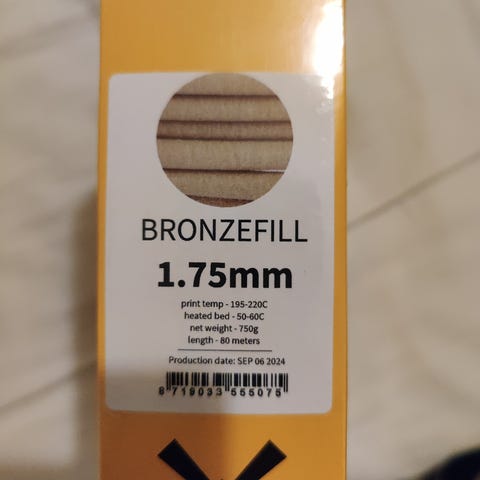 BRONZEFILL
1.75mm
print temp - 195-220C
heated bed - 50-60C
net weight - 750g
length - 80 meters
Production date: SEP 06 2024
8 719033 555075